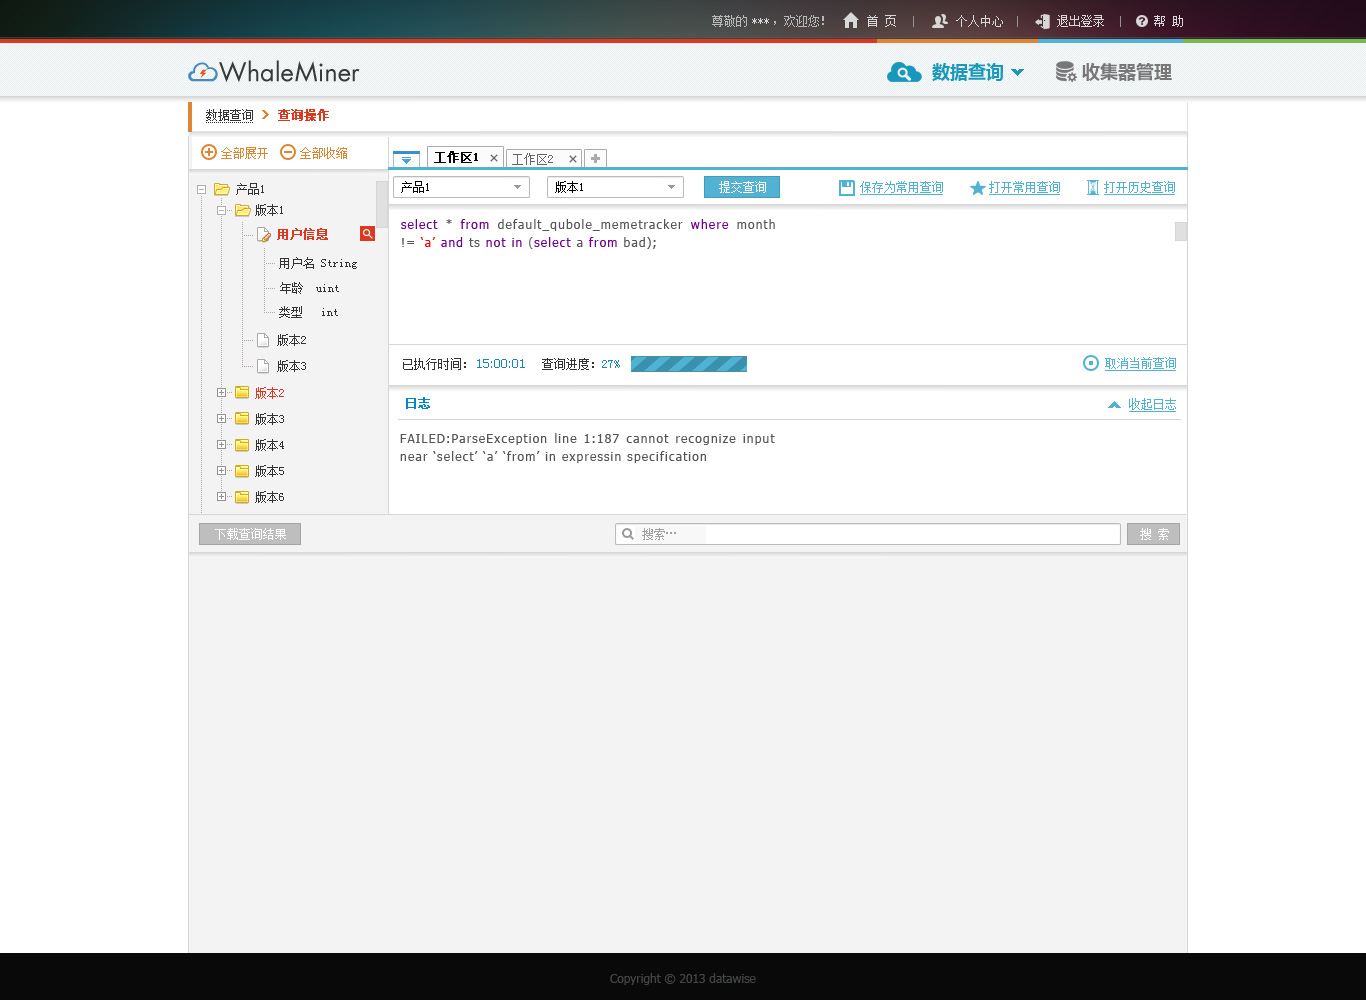 尊敬的 ***，欢迎您! 首 页 | 个人中心 | 退出登录 | 帮 助
WhaleMiner 数据查询 收集器管理
数据查询 > 查询操作
全部展开 全部收缩
工作区1 × 工作区2 ×
产品1 版本1 提交查询 保存为常用查询 打开常用查询 打开历史查询
产品1
版本1
用户信息
用户名 String
年龄 uint
类型 int
版本2
版本3
版本2
版本3
版本4
版本5
版本6
select * from default_qubole_memetracker where month
!= ‘a’ and ts not in (select a from bad);
已执行时间: 15:00:01 查询进度: 27% 取消当前查询
日志 收起日志
FAILED:ParseException line 1:187 cannot recognize input
near ‘select’ ‘a’ ‘from’ in expressin specification
下载查询结果 搜索… 搜 索
Copyright © 2013 datawise